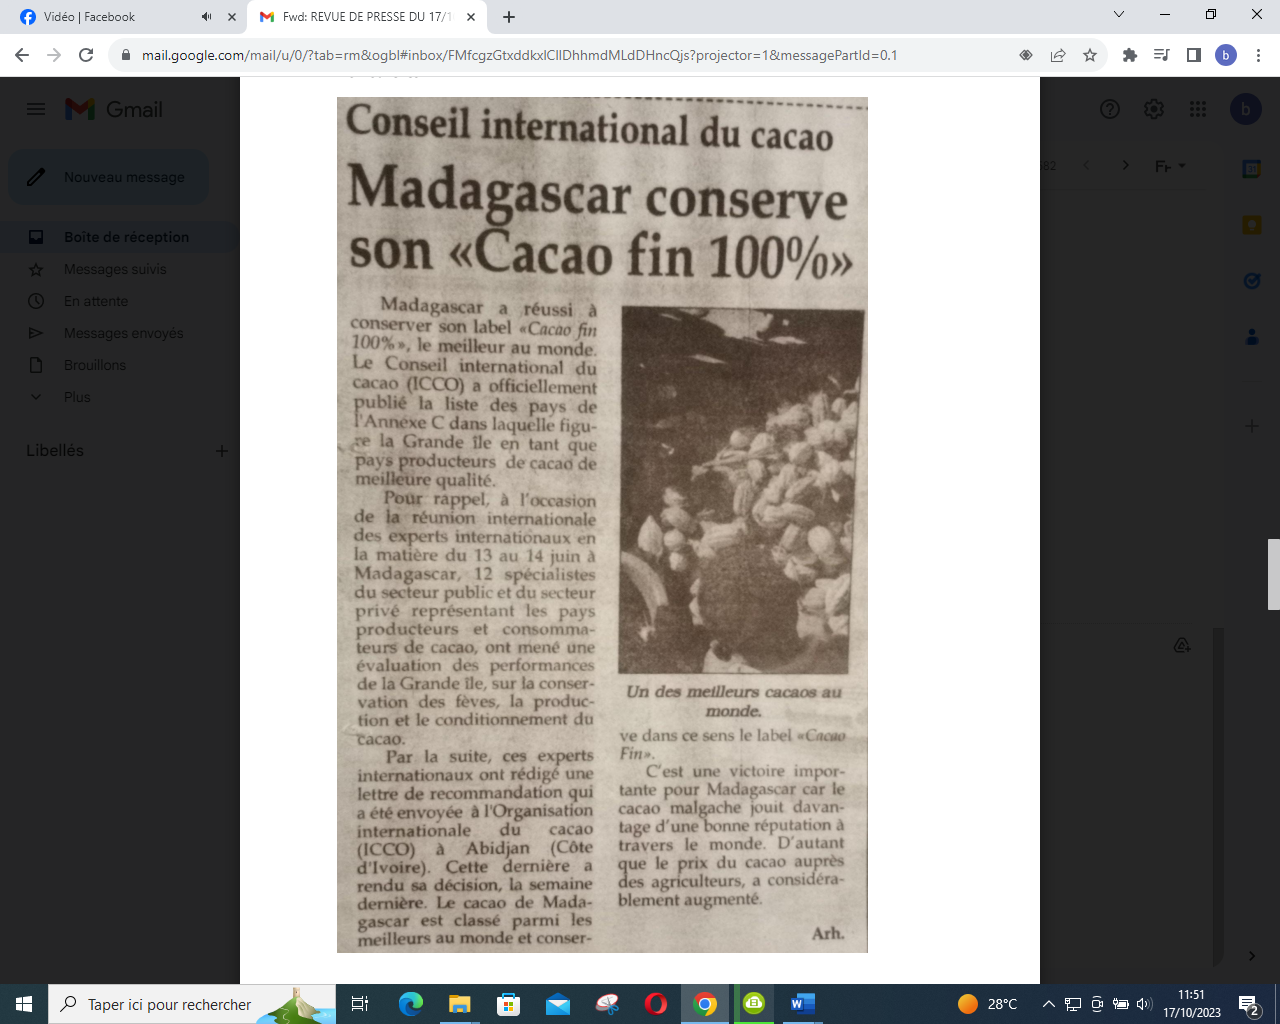 Vidéo | Facebook
Fwd: REVUE DE PRESSE DU 17/1
mail.google.com/mail/u/0/?tab=rm&ogbl#inbox/FMfcgzGtxddkxlCllDhhmdMLdDHncQjs?projector=1&messagePartId=0.1
b
Gmail
Nouveau message
Boîte de réception
Messages suivis
En attente
Messages envoyés
Brouillons
Plus
Libellés
b
Fr
Conseil international du cacao
Madagascar conserve
son «Cacao fin 100%»
Madagascar a réussi à
conserver son label «Cacao fin
100%», le meilleur au monde.
Le Conseil international du
cacao (ICCO) a officiellement
publié la liste des pays de
l'Annexe C dans laquelle figu-
re la Grande île en tant que
pays producteurs de cacao de
meilleure qualité.
Pour rappel, à l'occasion
de la réunion internationale
des experts internationaux en
la matière du 13 au 14 juin à
Madagascar, 12 spécialistes
du secteur public et du secteur
privé représentant les pays
producteurs et consomma-
teurs de cacao, ont mené une
évaluation des performances
de la Grande île, sur la conser-
vation des fèves, la produc-
tion et le conditionnement du
cacao.
Par la suite, ces experts
internationaux ont rédigé une
lettre de recommandation qui
a été envoyée à l'Organisation
internationale du cacao
(ICCO) à Abidjan (Côte
d'Ivoire). Cette dernière a
rendu sa décision, la semaine
dernière. Le cacao de Mada-
gascar est classé parmi les
meilleurs au monde et conser-
Un des meilleurs cacaos au
monde.
ve dans ce sens le label «Cacao
Fin».
C'est une victoire impor-
tante pour Madagascar car le
cacao malgache jouit davan-
tage d'une bonne réputation à
travers le monde. D'autant
que le prix du cacao auprès
des agriculteurs, a considéra-
blement augmenté.
Arh.
Taper ici pour rechercher
28°C
11:51
17/10/2023
2